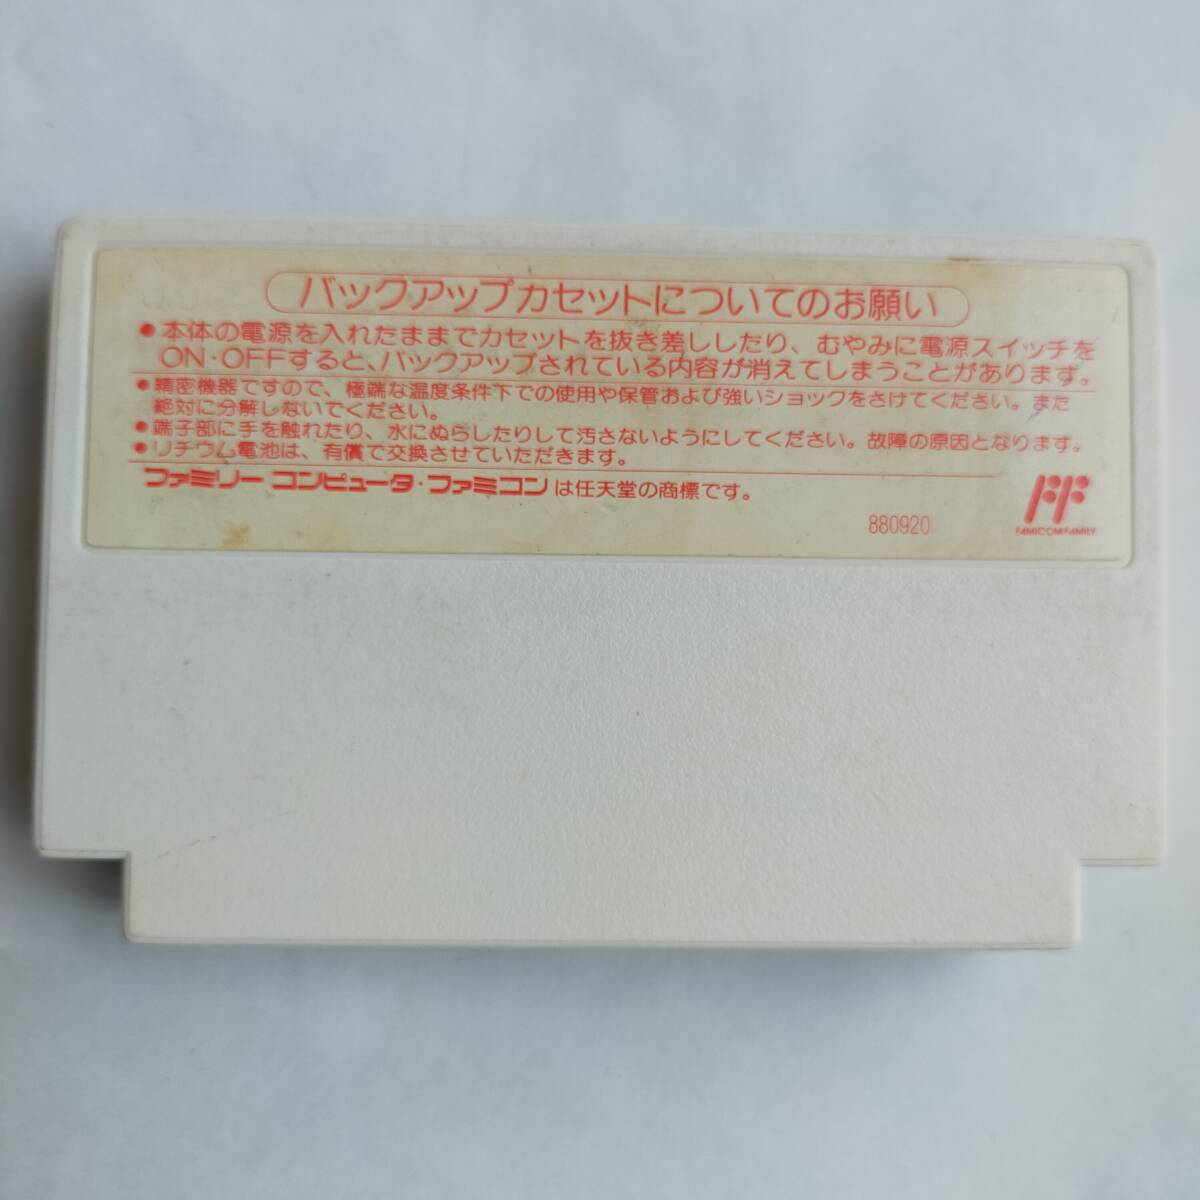 バックアップカセットについてのお願い
●本体の電源を入れたままでカセットを抜き差ししたり、むやみに電源スイッチを
ON・OFFすると、バックアップされている内容が消えてしまうことがあります。
●精密機器ですので、極端な温度条件下での使用や保管および強いショックをさけてください。また
絶対に分解しないでください。
●端子部に手を触れたり、水にぬらしたりして汚さないようにしてください。故障の原因となります。
●リチウム電池は、有償で交換させていただきます。
ファミリー コンピュータ・ファミコンは任天堂の商標です。
880920
FF
FAMICOM FAMILY